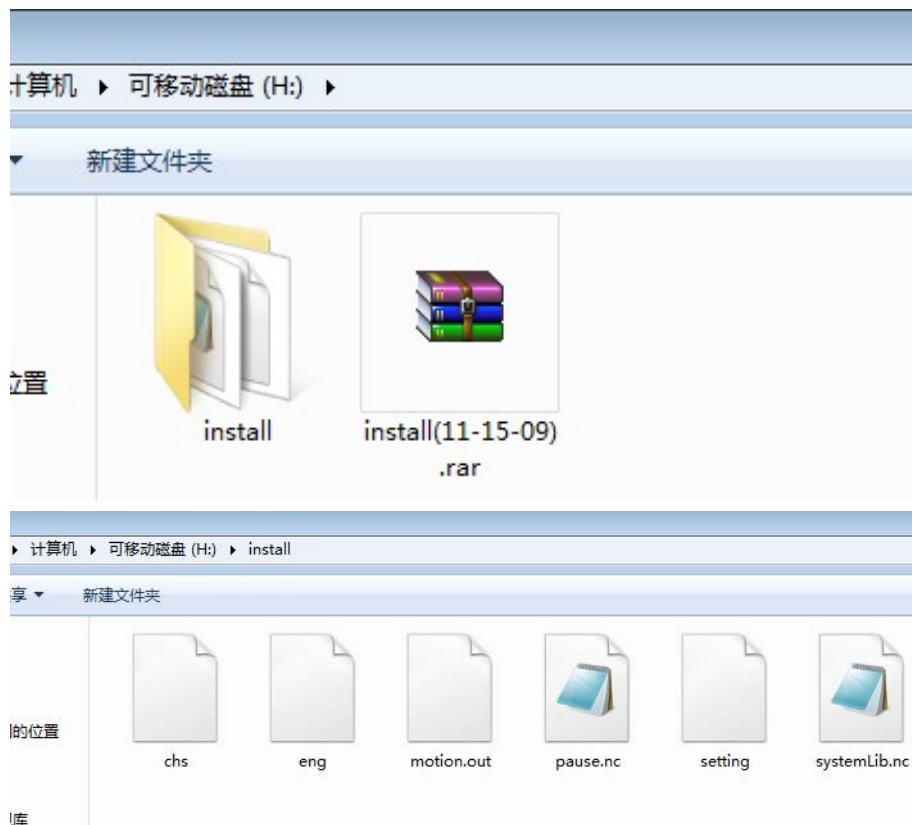 计算机 ▸ 可移动磁盘 (H:) ▸
新建文件夹
位置
install
install(11-15-09)
.rar
▸ 计算机 ▸ 可移动磁盘 (H:) ▸ install
享 ▾ 新建文件夹
的位置
chs eng motion.out pause.nc setting systemLib.nc
库